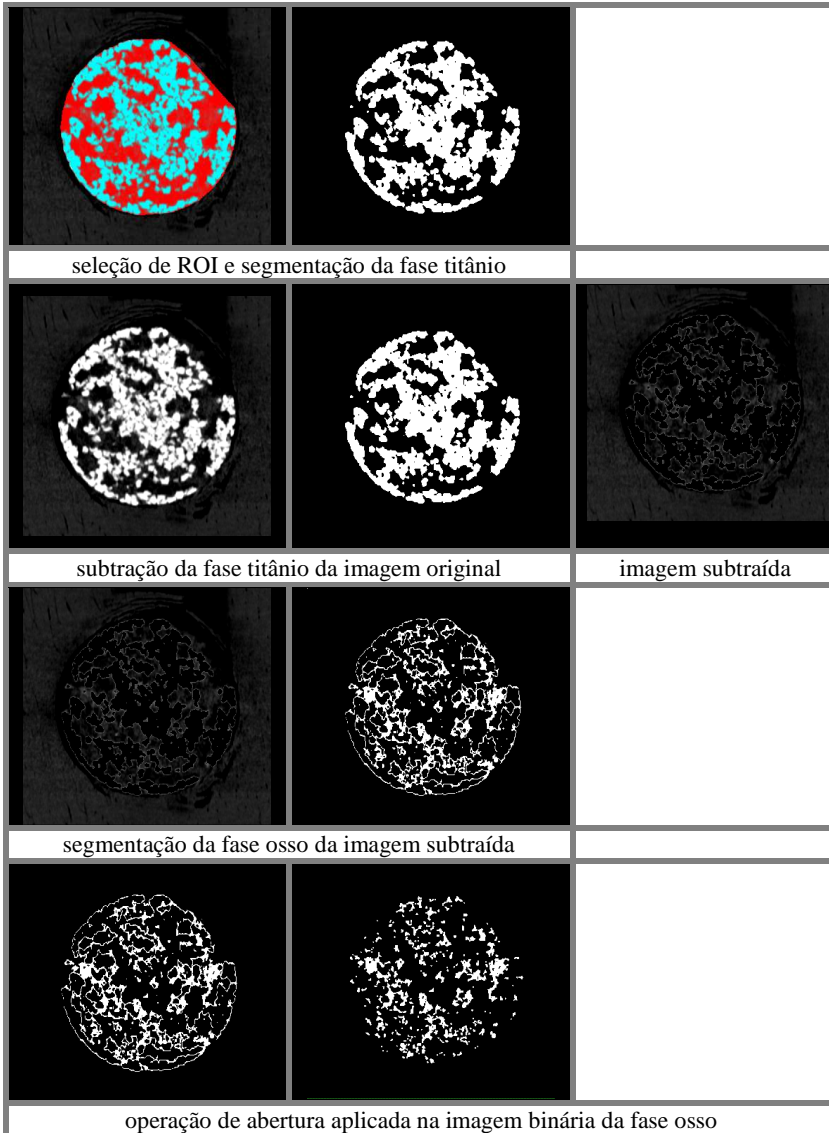 seleção de ROI e segmentação da fase titânio
subtração da fase titânio da imagem original
imagem subtraída
segmentação da fase osso da imagem subtraída
operação de abertura aplicada na imagem binária da fase osso